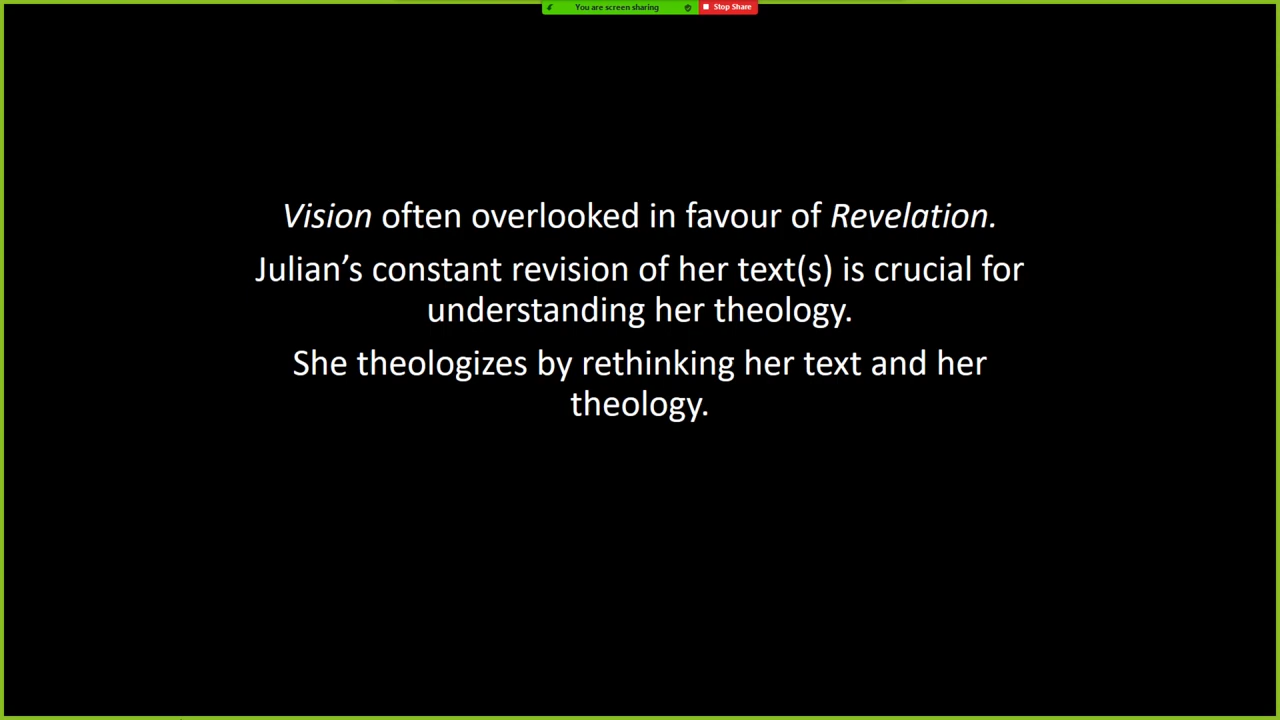 You are screen sharing
Stop Share
Vision often overlooked in favour of Revelation.
Julian’s constant revision of her text(s) is crucial for
understanding her theology.
She theologizes by rethinking her text and her
theology.